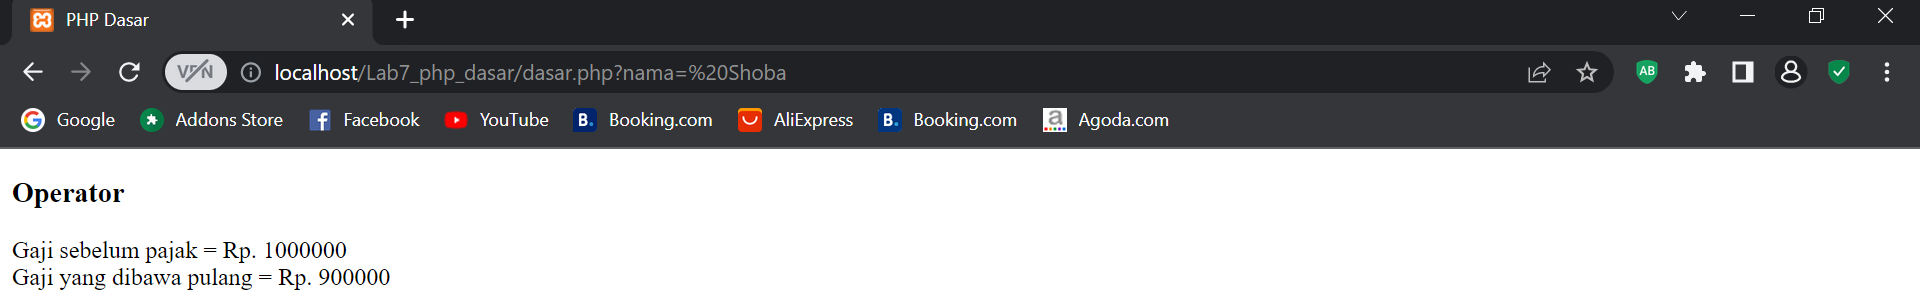 PHP Dasar
VPN
localhost/Lab7_php_dasar/dasar.php?nama=%20Shoba
AB
Google Addons Store Facebook YouTube B. Booking.com AliExpress B. Booking.com a Agoda.com
Operator
Gaji sebelum pajak = Rp. 1000000
Gaji yang dibawa pulang = Rp. 900000